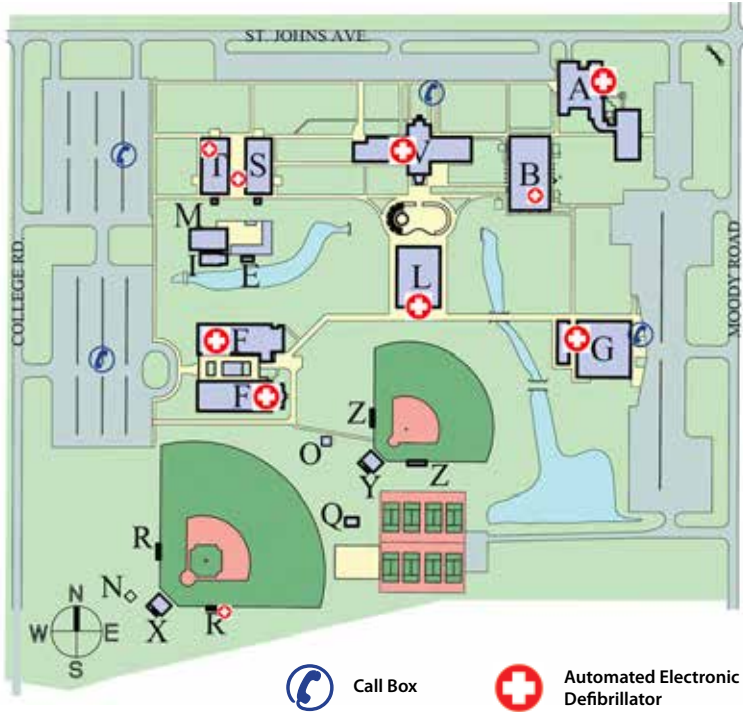 ST. JOHNS AVE.
A
T
S
V
B
M
I
E
L
COLLEGE RD.
MOODY ROAD
F
G
F
Z
O
Y
Z
Q
R
N
X
R
N
W
E
S
Call Box
Automated Electronic
Defibrillator